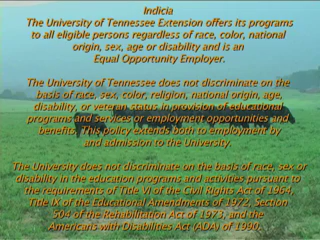 Indicia
The University of Tennessee Extension offers its programs
to all eligible persons regardless of race, color, national
origin, sex, age or disability and is an
Equal Opportunity Employer.
The University of Tennessee does not discriminate on the
basis of race, sex, color, religion, national origin, age,
disability, or veteran status in provision of educational
programs and services or employment opportunities and
benefits. This policy extends both to employment by
and admission to the University.
The University does not discriminate on the basis of race, sex or
disability in the education programs and activities pursuant to
the requirements of Title VI of the Civil Rights Act of 1964,
Title IX of the Educational Amendments of 1972, Section
504 of the Rehabilitation Act of 1973, and the
Americans with Disabilities Act (ADA) of 1990.